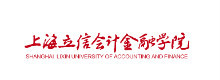 上海立信会计金融学院
SHANGHAI LIXIN UNIVERSITY OF ACCOUNTING AND FINANCE